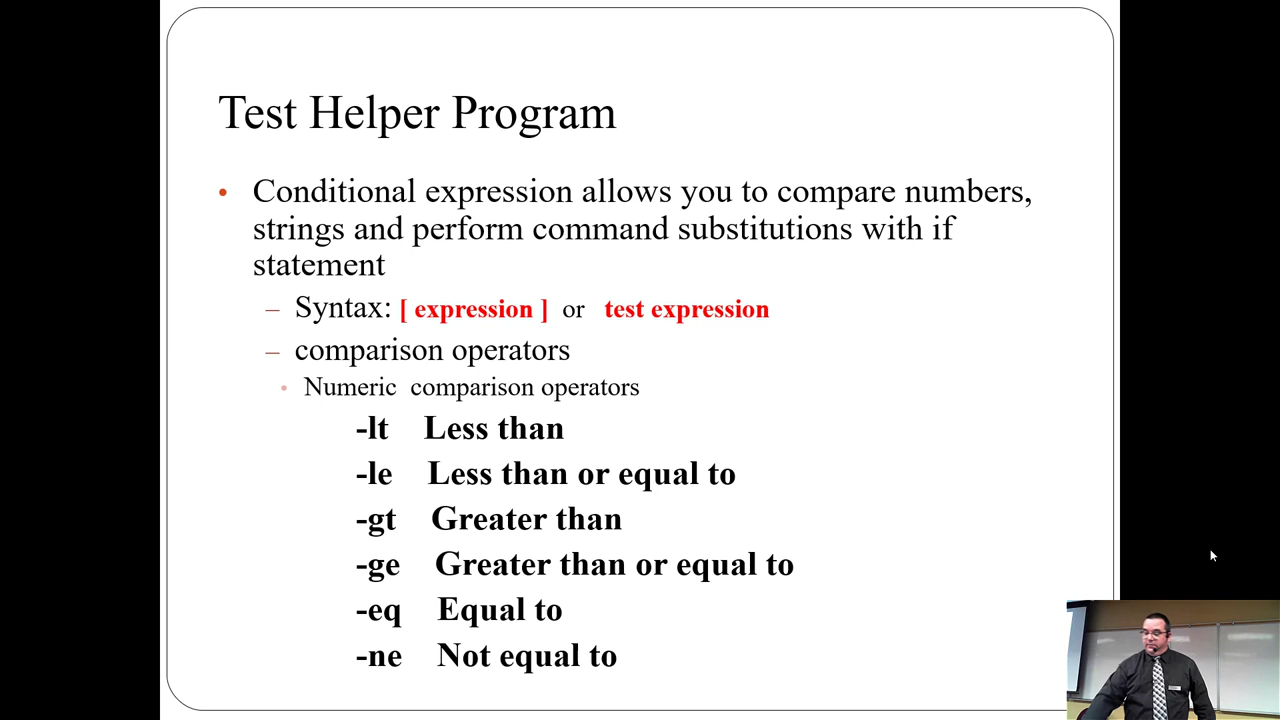 Test Helper Program
• Conditional expression allows you to compare numbers,
strings and perform command substitutions with if
statement
– Syntax: [ expression ] or test expression
– comparison operators
• Numeric comparison operators
-lt Less than
-le Less than or equal to
-gt Greater than
-ge Greater than or equal to
-eq Equal to
-ne Not equal to